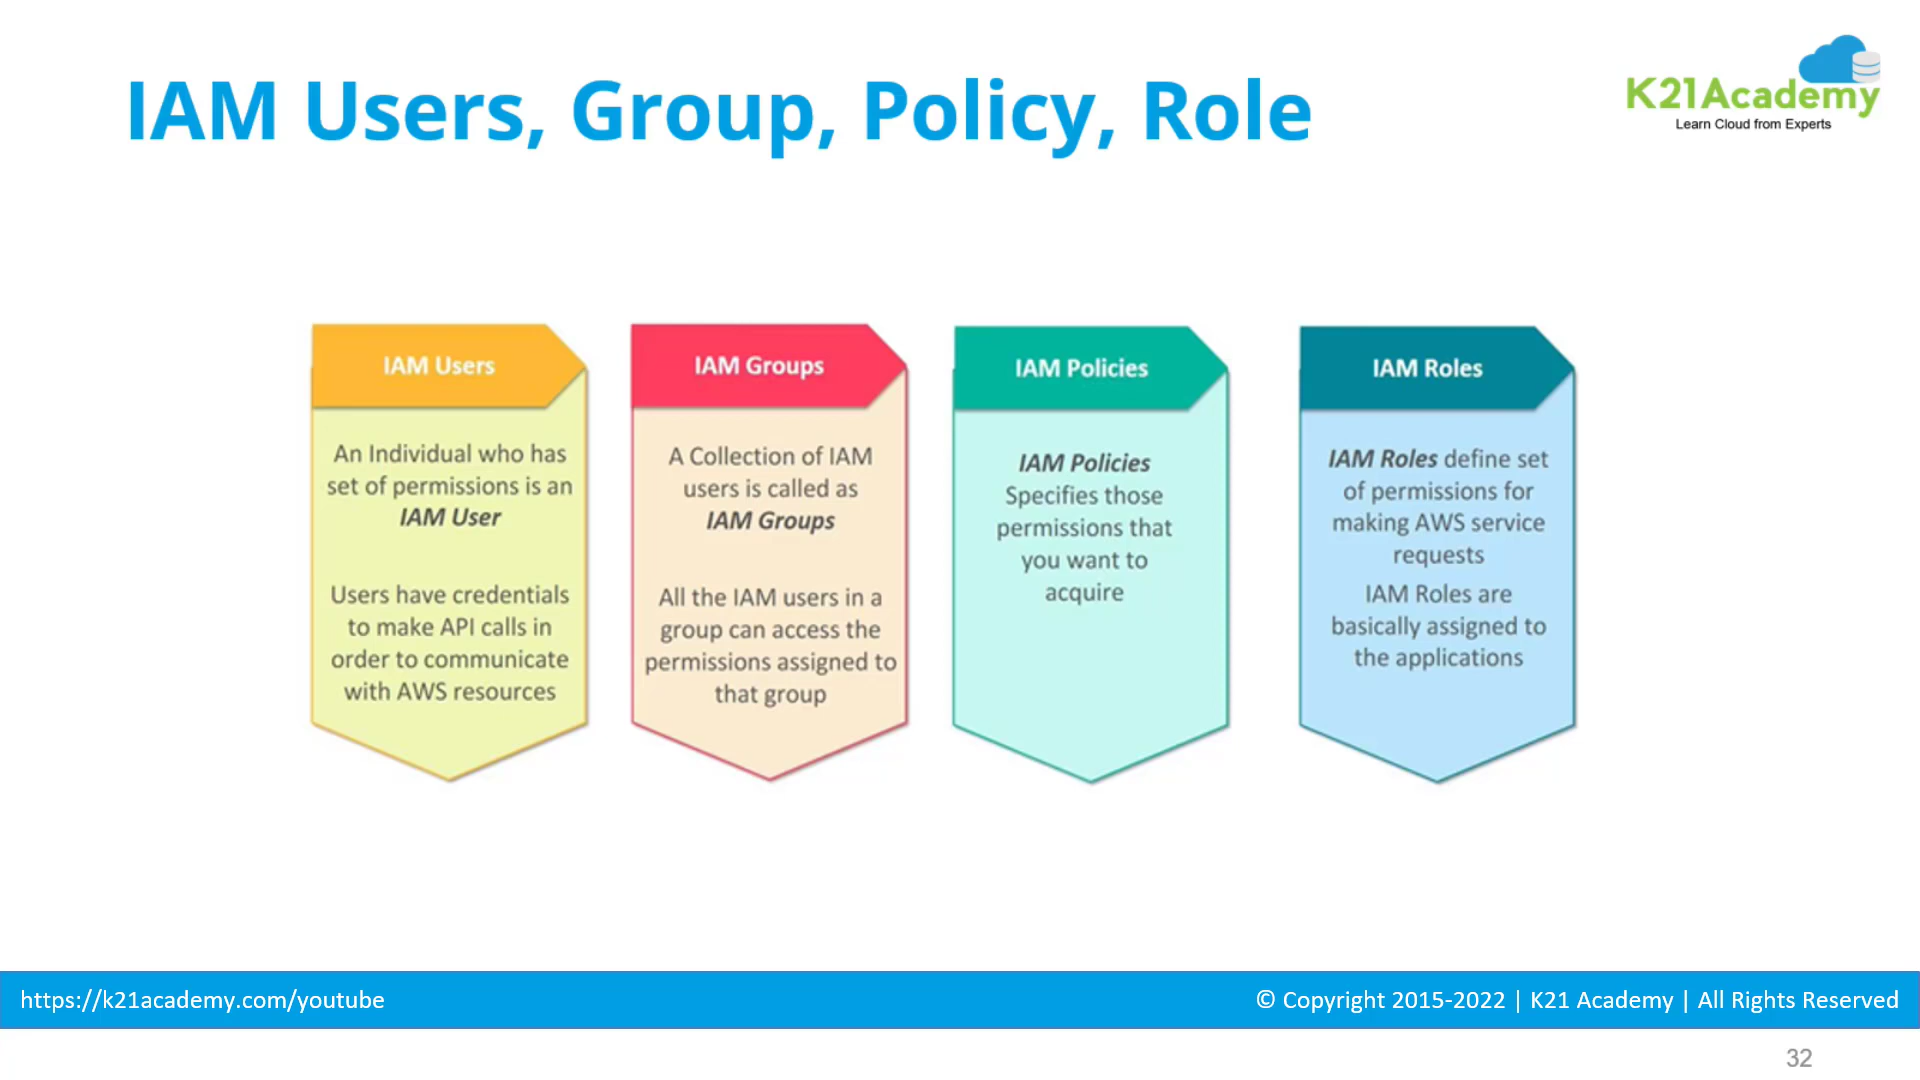 IAM Users, Group, Policy, Role
K21Academy
Learn Cloud from Experts
IAM Users
An Individual who has
set of permissions is an
IAM User
Users have credentials
to make API calls in
order to communicate
with AWS resources
IAM Groups
A Collection of IAM
users is called as
IAM Groups
All the IAM users in a
group can access the
permissions assigned to
that group
IAM Policies
IAM Policies
Specifies those
permissions that
you want to
acquire
IAM Roles
IAM Roles define set
of permissions for
making AWS service
requests
IAM Roles are
basically assigned to
the applications
https://k21academy.com/youtube
© Copyright 2015-2022 | K21 Academy | All Rights Reserved
32